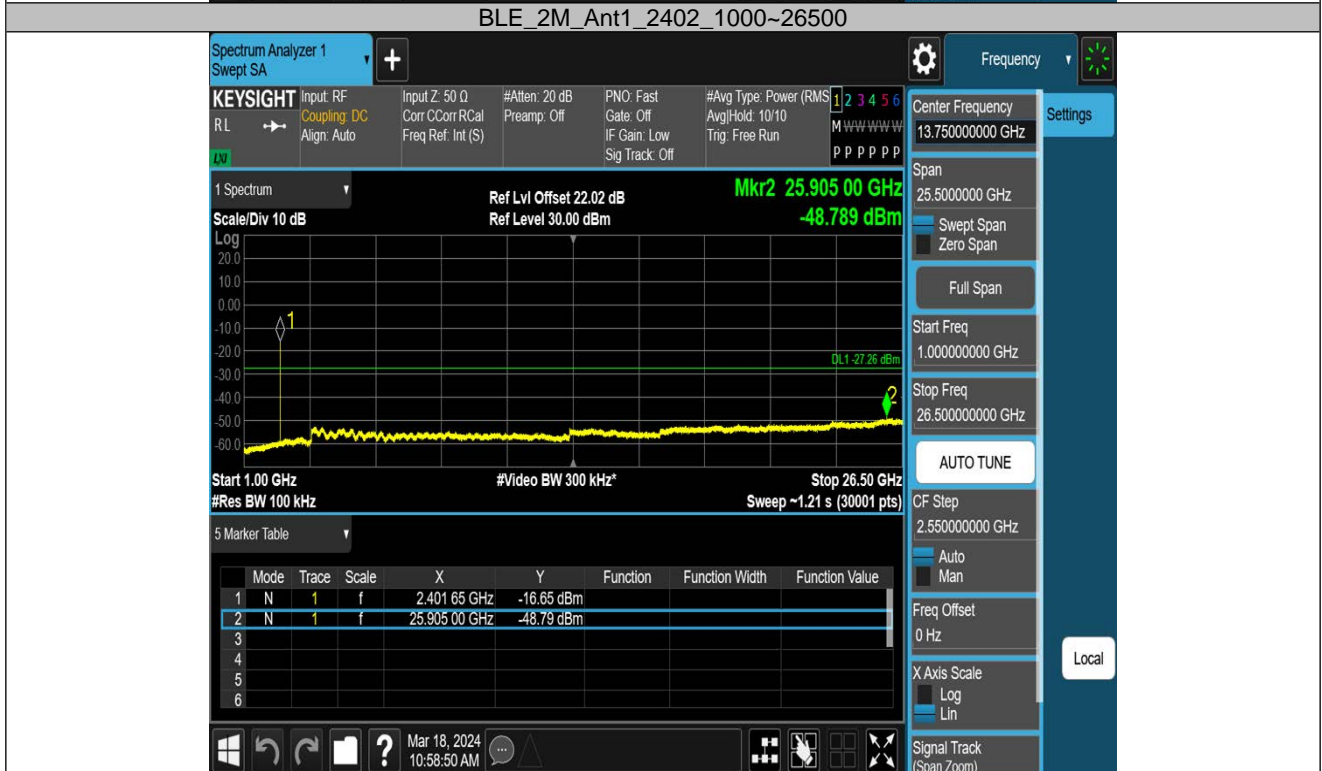 BLE_2M_Ant1_2402_1000~26500
Spectrum Analyzer 1
Swept SA
+
Frequency
KEYSIGHT
RL
LXI
Input: RF
Coupling: DC
Align: Auto
Input Z: 50 Ω
Corr CCorr RCal
Freq Ref: Int (S)
#Atten: 20 dB
Preamp: Off
PNO: Fast
Gate: Off
IF Gain: Low
Sig Track: Off
#Avg Type: Power (RMS
Avg|Hold: 10/10
Trig: Free Run
1 2 3 4 5 6
M W W W W W
P P P P P P
1 Spectrum
Scale/Div 10 dB
Ref Lvl Offset 22.02 dB
Ref Level 30.00 dBm
Mkr2 25.905 00 GHz
-48.789 dBm
Log
20.0
10.0
0.00
-10.0
-20.0
-30.0
-40.0
-50.0
-60.0
1
DL1 -27.26 dBm
2
Start 1.00 GHz
#Res BW 100 kHz
#Video BW 300 kHz*
Stop 26.50 GHz
Sweep ~1.21 s (30001 pts)
5 Marker Table
Mode Trace Scale X Y Function Function Width Function Value
1 N 1 f 2.401 65 GHz -16.65 dBm
2 N 1 f 25.905 00 GHz -48.79 dBm
3
4
5
6
?
Mar 18, 2024
10:58:50 AM
Center Frequency
13.750000000 GHz
Span
25.5000000 GHz
Swept Span
Zero Span
Full Span
Start Freq
1.000000000 GHz
Stop Freq
26.500000000 GHz
AUTO TUNE
CF Step
2.550000000 GHz
Auto
Man
Freq Offset
0 Hz
X Axis Scale
Log
Lin
Signal Track
(Span Zoom)
Settings
Local